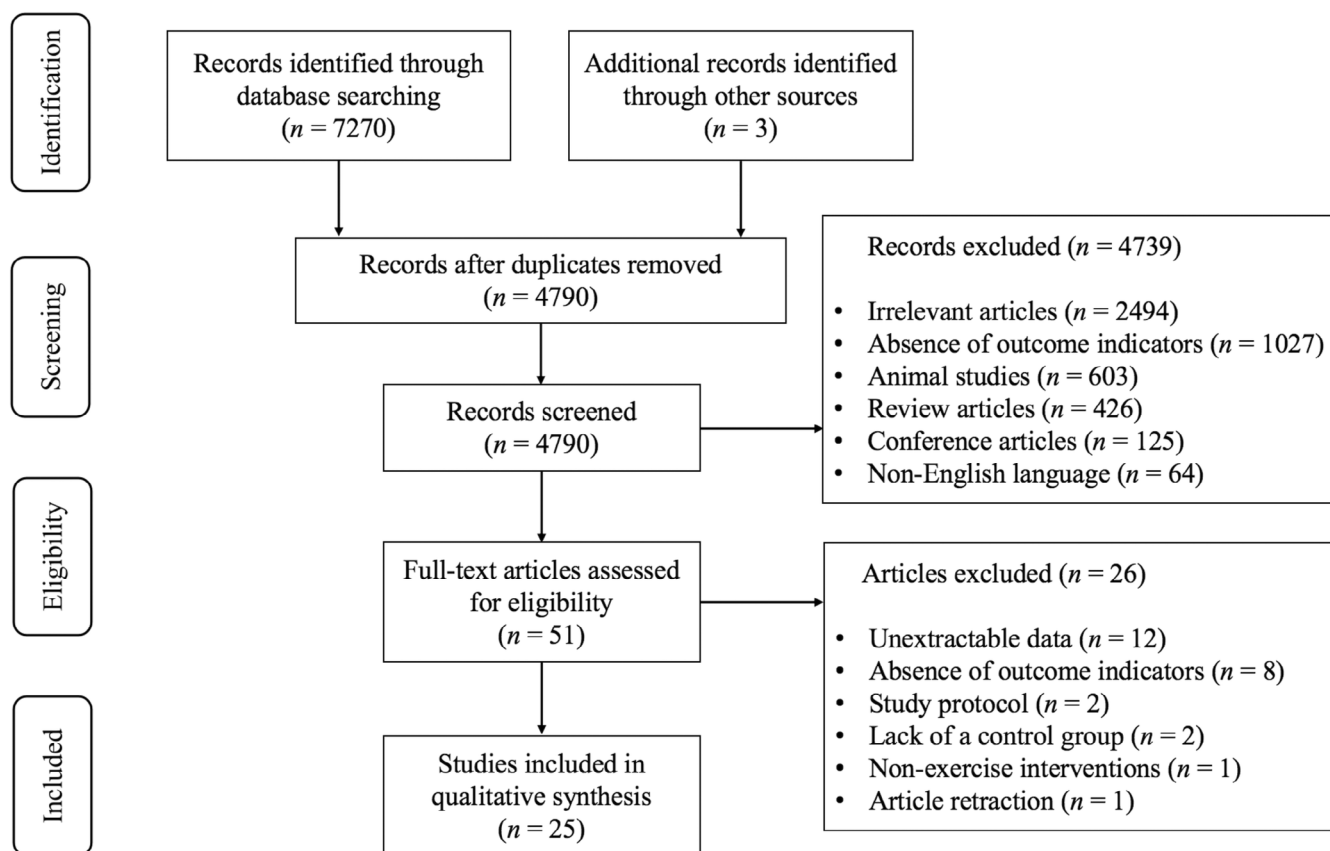 Identification
Records identified through
database searching
(n = 7270)
Additional records identified
through other sources
(n = 3)
Screening
Records after duplicates removed
(n = 4790)
Records screened
(n = 4790)
Records excluded (n = 4739)
• Irrelevant articles (n = 2494)
• Absence of outcome indicators (n = 1027)
• Animal studies (n = 603)
• Review articles (n = 426)
• Conference articles (n = 125)
• Non-English language (n = 64)
Eligibility
Full-text articles assessed
for eligibility
(n = 51)
Articles excluded (n = 26)
• Unextractable data (n = 12)
• Absence of outcome indicators (n = 8)
• Study protocol (n = 2)
• Lack of a control group (n = 2)
• Non-exercise interventions (n = 1)
• Article retraction (n = 1)
Included
Studies included in
qualitative synthesis
(n = 25)